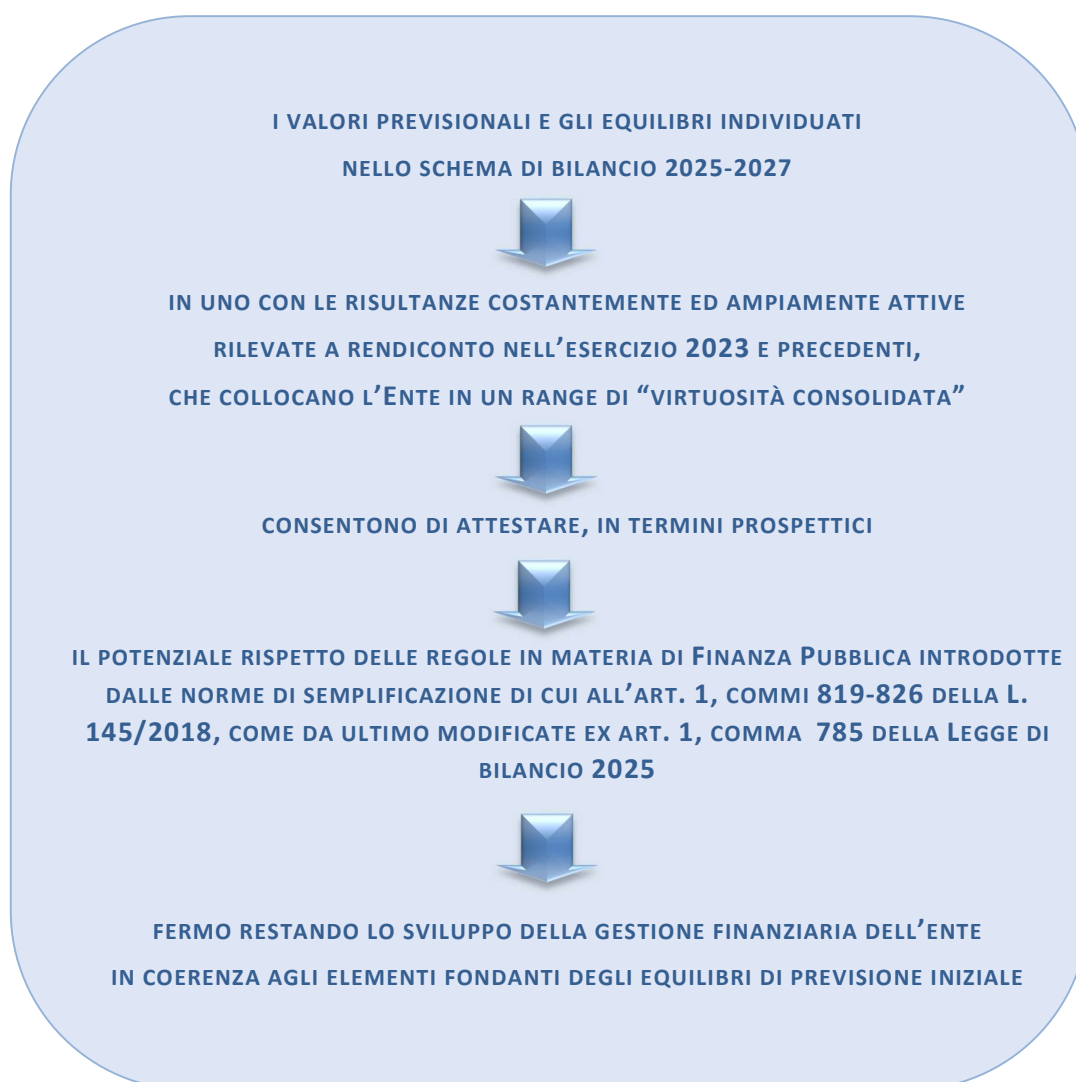 I VALORI PREVISIONALI E GLI EQUILIBRI INDIVIDUATI
NELLO SCHEMA DI BILANCIO 2025-2027
IN UNO CON LE RISULTANZE COSTANTEMENTE ED AMPIAMENTE ATTIVE
RILEVATE A RENDICONTO NELL’ESERCIZIO 2023 E PRECEDENTI,
CHE COLLOCANO L’ENTE IN UN RANGE DI “VIRTUOSITÀ CONSOLIDATA”
CONSENTONO DI ATTESTARE, IN TERMINI PROSPETTICI
IL POTENZIALE RISPETTO DELLE REGOLE IN MATERIA DI FINANZA PUBBLICA INTRODOTTE
DALLE NORME DI SEMPLIFICAZIONE DI CUI ALL’ART. 1, COMMI 819-826 DELLA L.
145/2018, COME DA ULTIMO MODIFICATE EX ART. 1, COMMA 785 DELLA LEGGE DI
BILANCIO 2025
FERMO RESTANDO LO SVILUPPO DELLA GESTIONE FINANZIARIA DELL’ENTE
IN COERENZA AGLI ELEMENTI FONDANTI DEGLI EQUILIBRI DI PREVISIONE INIZIALE